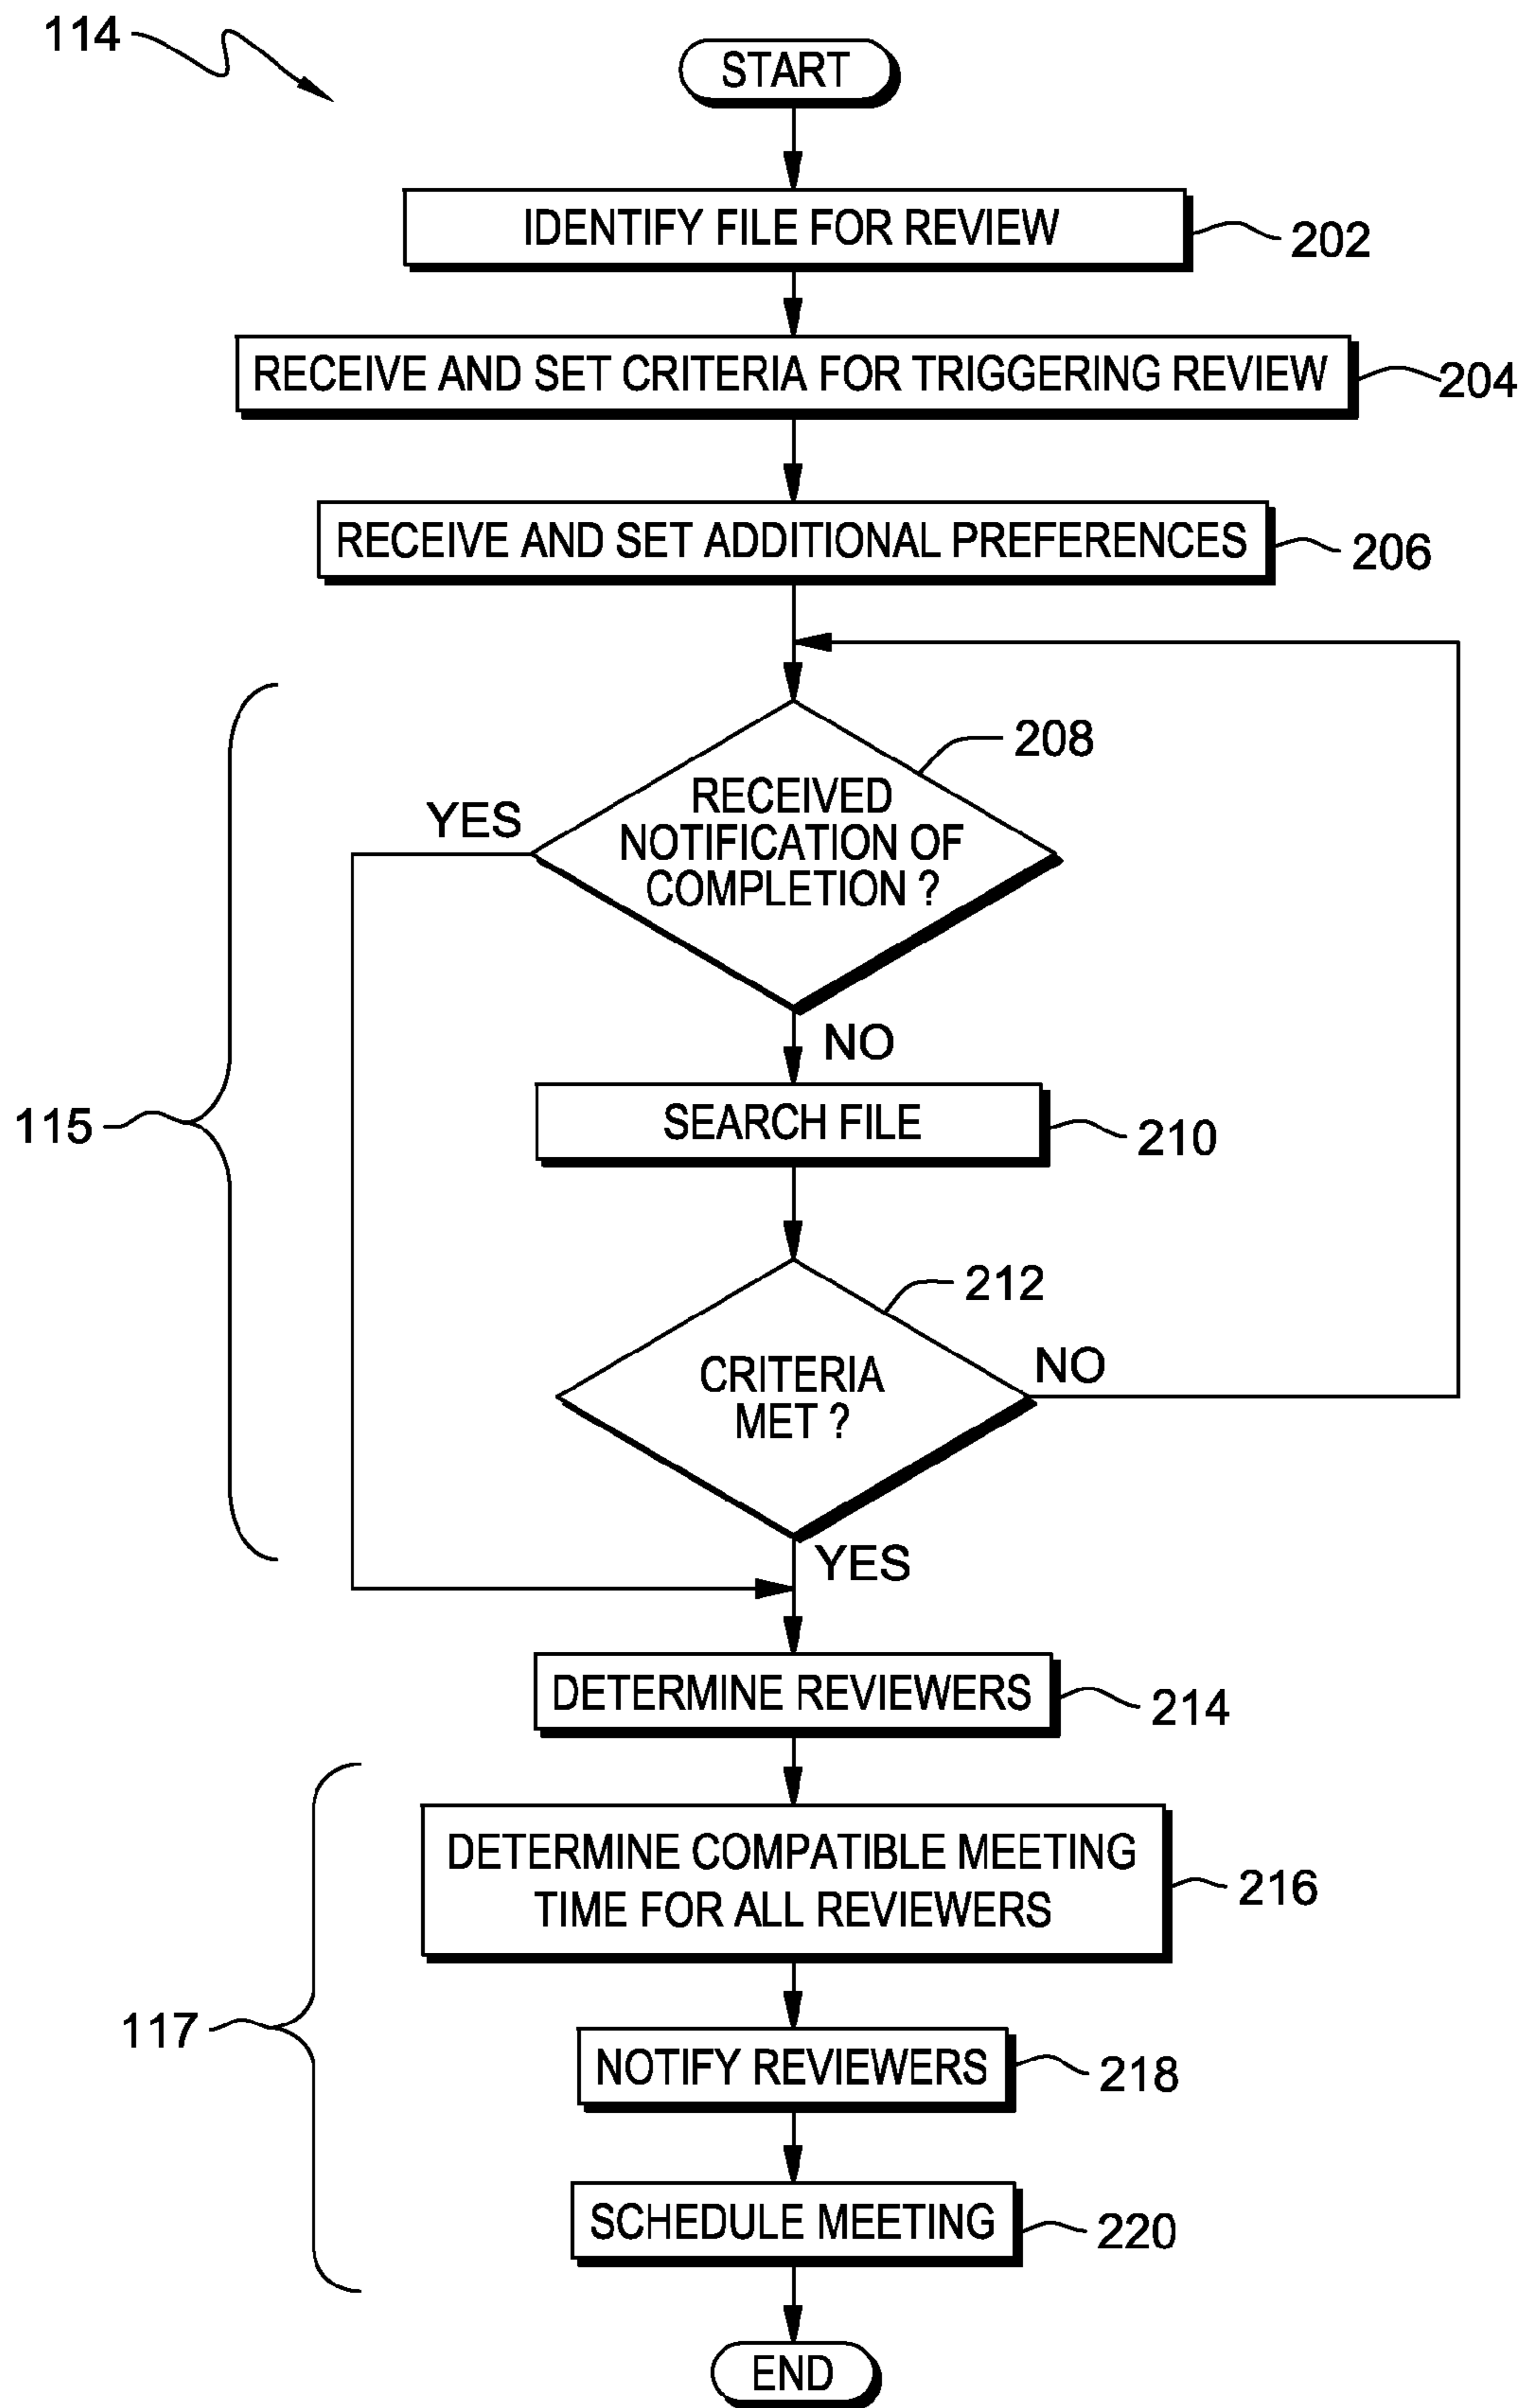 114
START
IDENTIFY FILE FOR REVIEW
202
RECEIVE AND SET CRITERIA FOR TRIGGERING REVIEW
204
RECEIVE AND SET ADDITIONAL PREFERENCES
206
208
RECEIVED
NOTIFICATION OF
COMPLETION ?
YES
NO
115
SEARCH FILE
210
212
CRITERIA
MET ?
NO
YES
DETERMINE REVIEWERS
214
DETERMINE COMPATIBLE MEETING
TIME FOR ALL REVIEWERS
216
117
NOTIFY REVIEWERS
218
SCHEDULE MEETING
220
END